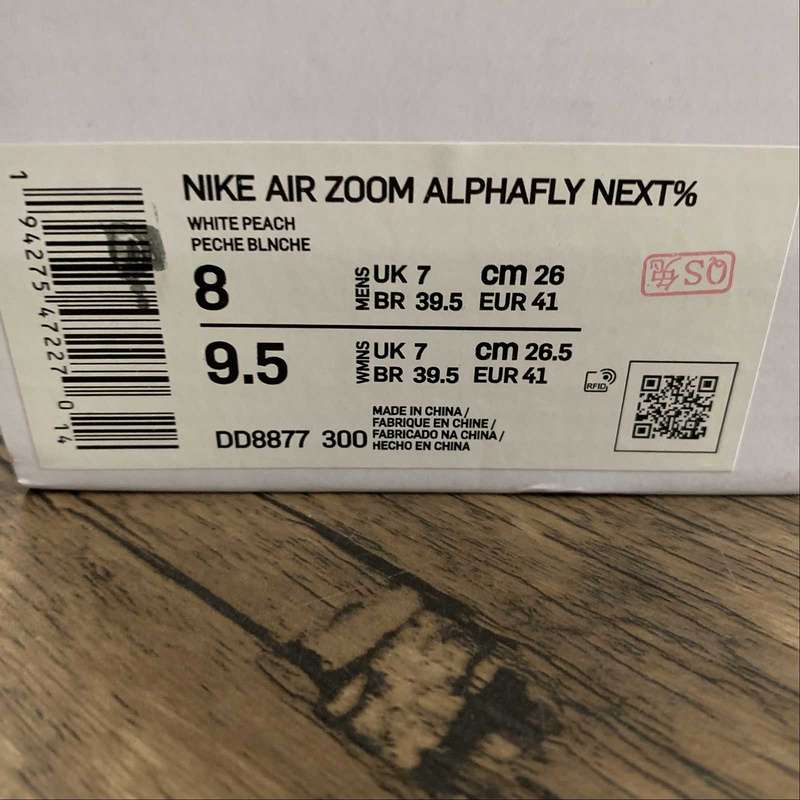 NIKE AIR ZOOM ALPHAFLY NEXT%
WHITE PEACH
PECHE BLNCHE
8 MENS UK 7 cm 26
BR 39.5 EUR 41
9.5 WMNS UK 7 cm 26.5
BR 39.5 EUR 41
RFID
DD8877 300
MADE IN CHINA /
FABRIQUE EN CHINE /
FABRICADO NA CHINA /
HECHO EN CHINA
1 94275 47227 0 14
QS